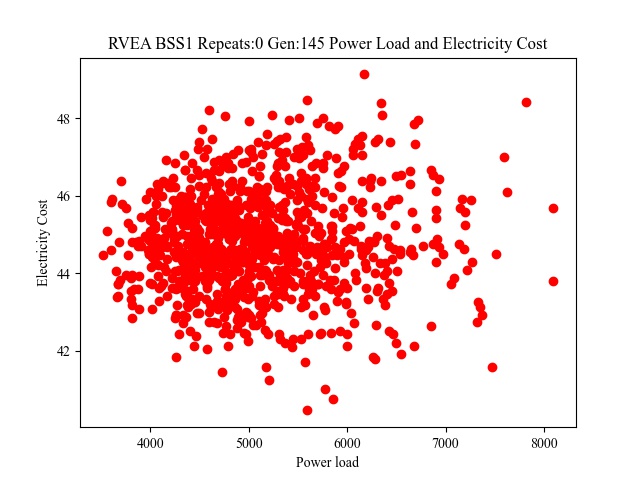 RVEA BSS1 Repeats:0 Gen:145 Power Load and Electricity Cost
48
46
44
42
Electricity Cost
4000 5000 6000 7000 8000
Power load